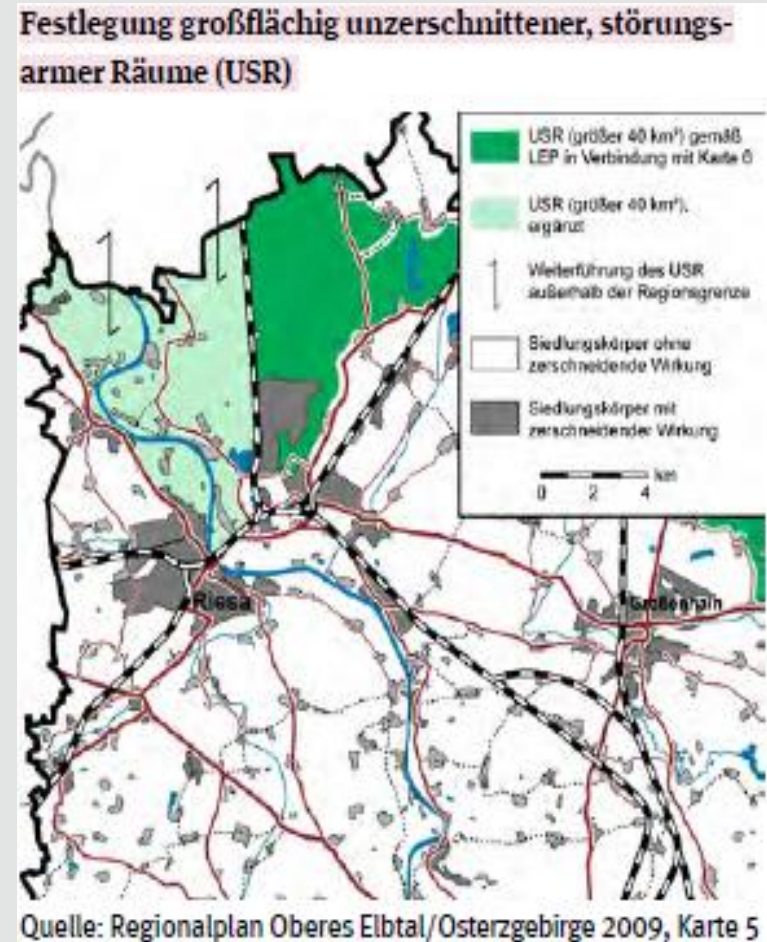 Festlegung großflächig unzerschnittener, störungs-
armer Räume (USR)
USR (größer 40 km²) gemäß
LEP in Verbindung mit Karte 6
USR (größer 40 km²),
ergänzt
Weiterführung des USR
außerhalb der Regionsgrenze
Siedlungskörper ohne
zerschneidende Wirkung
Siedlungskörper mit
zerschneidender Wirkung
km
0 2 4
Riesa
Großenhain
Quelle: Regionalplan Oberes Elbtal/Osterzgebirge 2009, Karte 5